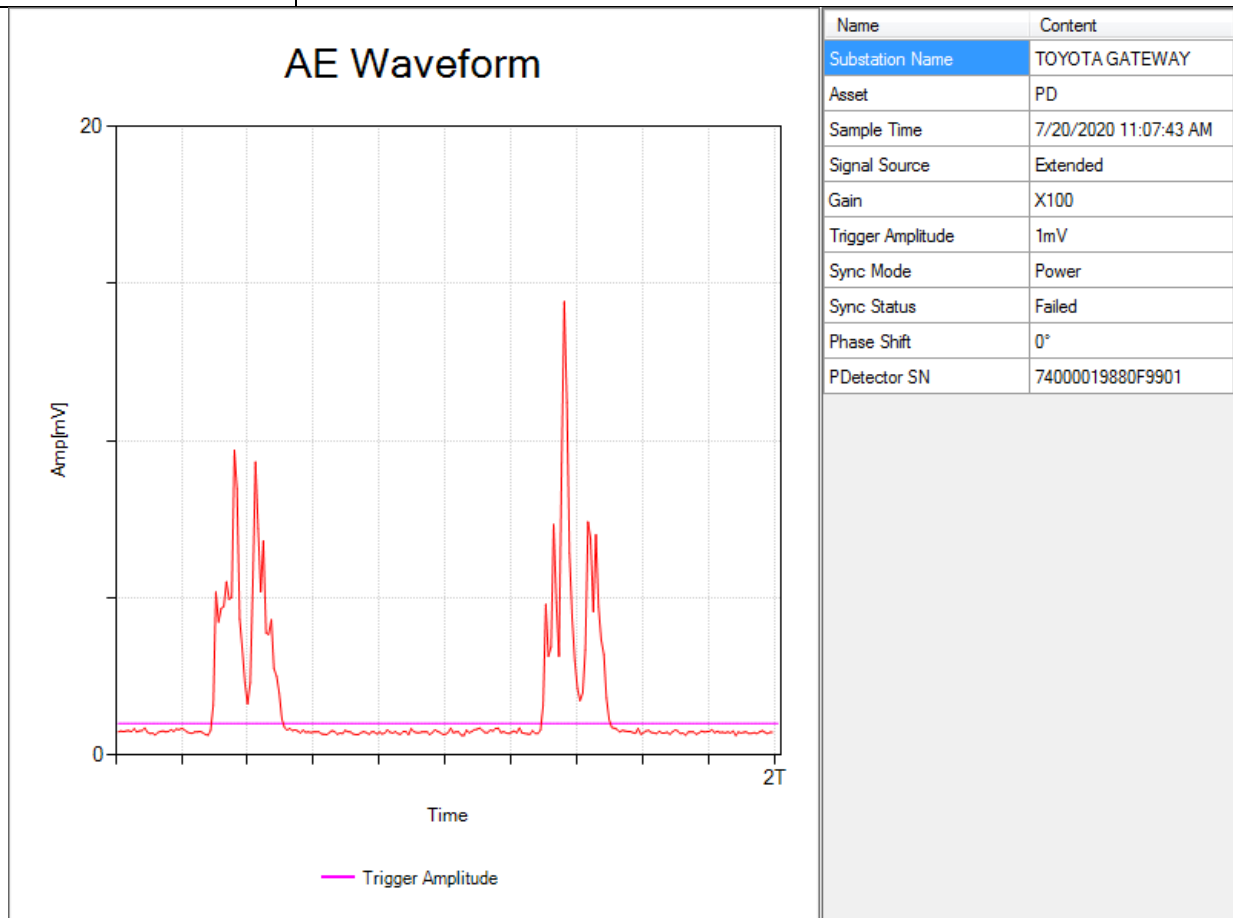 AE Waveform
20
Amp[mV]
0
2T
Time
Trigger Amplitude
Name Content
Substation Name TOYOTA GATEWAY
Asset PD
Sample Time 7/20/2020 11:07:43 AM
Signal Source Extended
Gain X100
Trigger Amplitude 1mV
Sync Mode Power
Sync Status Failed
Phase Shift 0°
PDetector SN 74000019880F9901